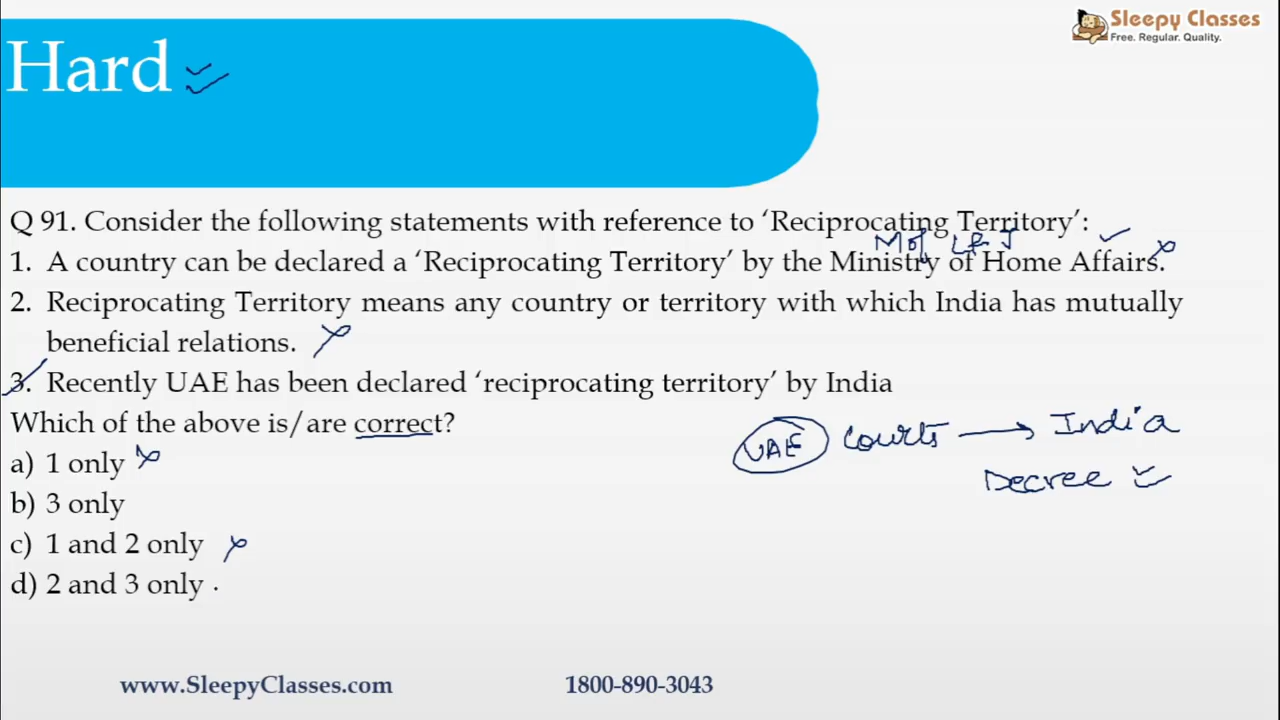 Sleepy Classes
Free. Regular. Quality.
Hard
Q 91. Consider the following statements with reference to ‘Reciprocating Territory’:
M of L & J
1. A country can be declared a ‘Reciprocating Territory’ by the Ministry of Home Affairs.
2. Reciprocating Territory means any country or territory with which India has mutually
beneficial relations.
3. Recently UAE has been declared ‘reciprocating territory’ by India
Which of the above is/are correct?
UAE courts → India
Decree
a) 1 only
b) 3 only
c) 1 and 2 only
d) 2 and 3 only
www.SleepyClasses.com 1800-890-3043